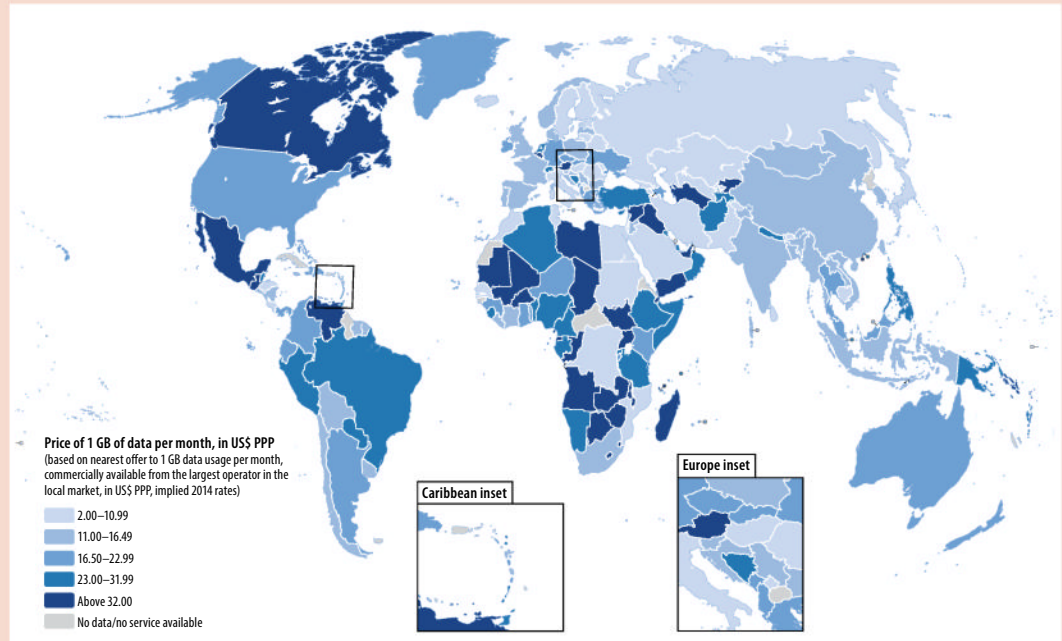 Price of 1 GB of data per month, in US$ PPP
(based on nearest offer to 1 GB data usage per month,
commercially available from the largest operator in the
local market, in US$ PPP, implied 2014 rates)
2.00–10.99
11.00–16.49
16.50–22.99
23.00–31.99
Above 32.00
No data/no service available
Caribbean inset
Europe inset